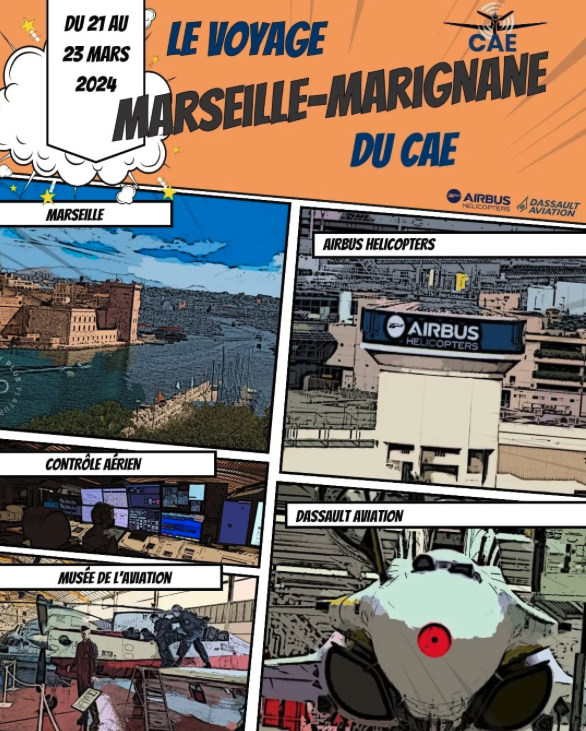 DU 21 AU
23 MARS
2024
LE VOYAGE
CAE
MARSEILLE-MARIGNANE
DU CAE
AIRBUS
HELICOPTERS
DASSAULT
AVIATION
MARSEILLE
AIRBUS HELICOPTERS
AIRBUS
HELICOPTERS
CONTRÔLE AÉRIEN
DASSAULT AVIATION
MUSÉE DE L'AVIATION